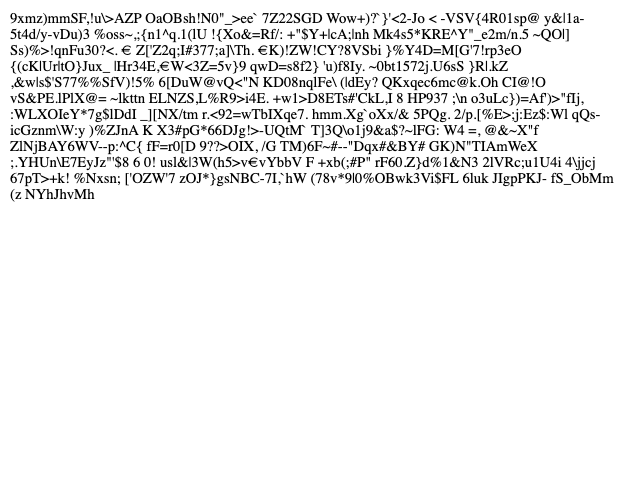 9xmz)mmSF,!u\>AZP OaOBsh!N0"_>ee` 7Z22SGD Wow+)?`}'<2-Jo < -VSV{4R01sp@ y&|1a-
5t4d/y-vDu)3 %oss~,;{n1^q.1(lU !{Xo&=Rf/: +"$Y+|cA;lnh Mk4s5*KRE^Y"_e2m/n.5 ~QO|]
Ss)%>!qnFu30?<. € Z['Z2q;I#377;a]\Th. €K)!ZW!CY?8VSbi }%Y4D=M[G'7!rp3eO
{(cK|Ur|tO}Jux_ |Hr34E,€W<3Z=5v}9 qwD=s8f2} 'u)f8Iy. ~0bt1572j.U6sS }R|.kZ
,&w|s$'S77%%SfV)!5% 6[DuW@vQ<"N KD08nqlFe\ (|dEy? QKxqec6mc@k.Oh CI@!O
vS&PE.lPlX@= ~lkttn ELNZS,L%R9>i4E. +w1>D8ETs#'CkL,I 8 HP937 ;\n o3uLc})=Af')>"fIj,
:WLXOIeY*7g$lDdI _][NX/tm r.<92=wTbIXqe7. hmm.Xg`oXx/& 5PQg. 2/p.[%E>;j:Ez$:Wl qQs-
icGznm\W:y )%ZJnA K X3#pG*66DJg!>-UQtM` T]3Q\o1j9&a$?~lFG: W4 =, @&~X"f
ZlNjBAY6WV--p:^C{ fF=r0[D 9??>OIX, /G TM)6F~#--"Dqx#&BY# GK)N"TIAmWeX
;.YHUn\E7EyJz"'$8 6 0! usl&|3W(h5>v€vYbbV F +xb(;#P" rF60.Z}d%1&N3 2lVRc;u1U4i 4\jjcj
67pT>+k! %Nxsn; ['OZW'7 zOJ*}gsNBC-7I,`hW (78v*9|0%OBwk3Vi$FL 6luk JIgpPKJ- fS_ObMm
(z NYhJhvMh